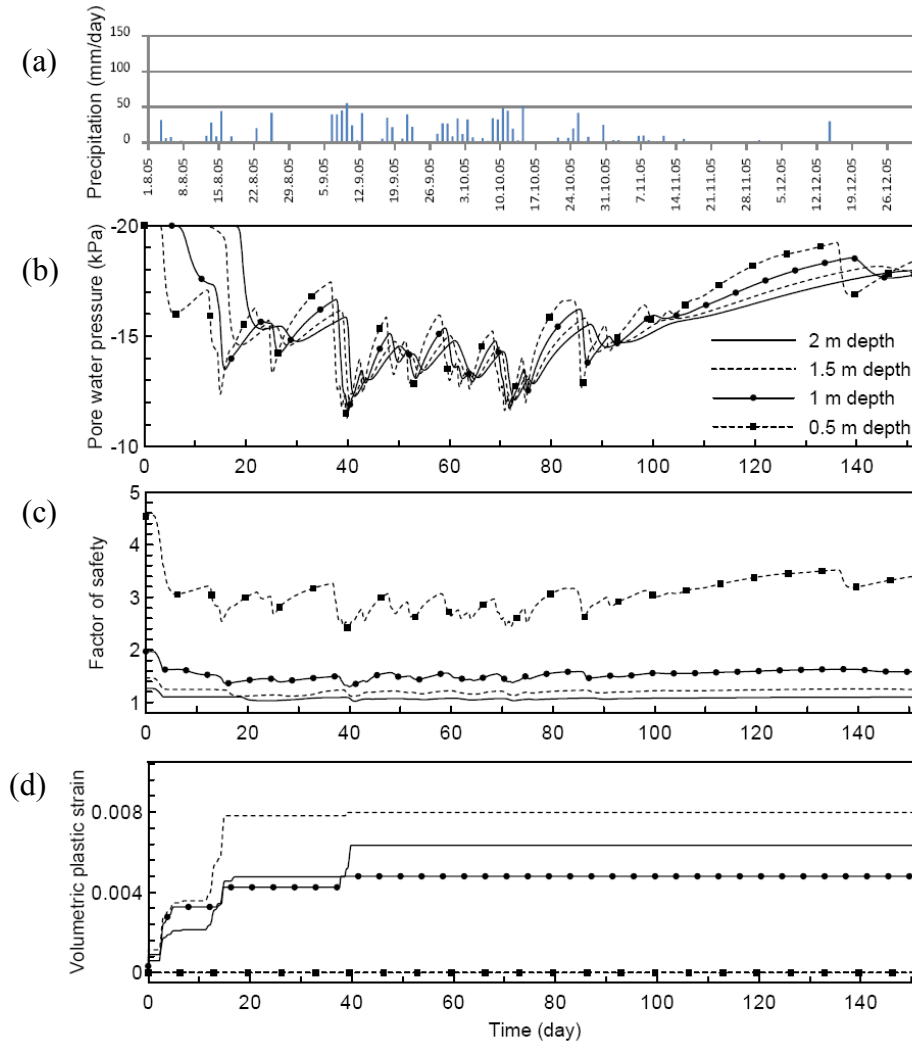 (a)
Precipitation (mm/day)
150
100
50
0
1.8.05
8.8.05
15.8.05
22.8.05
29.8.05
5.9.05
12.9.05
19.9.05
26.9.05
3.10.05
10.10.05
17.10.05
24.10.05
31.10.05
7.11.05
14.11.05
21.11.05
28.11.05
5.12.05
12.12.05
19.12.05
26.12.05
(b)
Pore water pressure (kPa)
-20
-15
-10
2 m depth
1.5 m depth
1 m depth
0.5 m depth
0 20 40 60 80 100 120 140
(c)
Factor of safety
5
4
3
2
1
0 20 40 60 80 100 120 140
(d)
Volumetric plastic strain
0.008
0.004
0
0 20 40 60 80 100 120 140
Time (day)